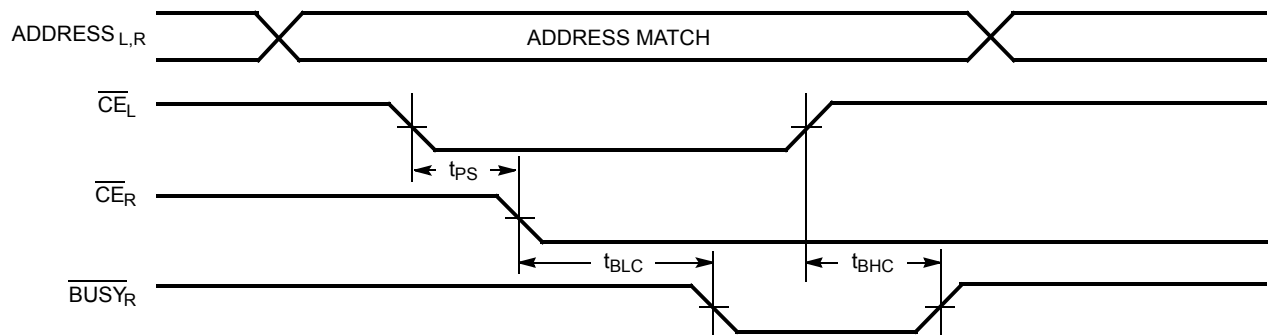 ADDRESS L,R
ADDRESS MATCH
CEL
tPS
CER
tBLC
tBHC
BUSYR